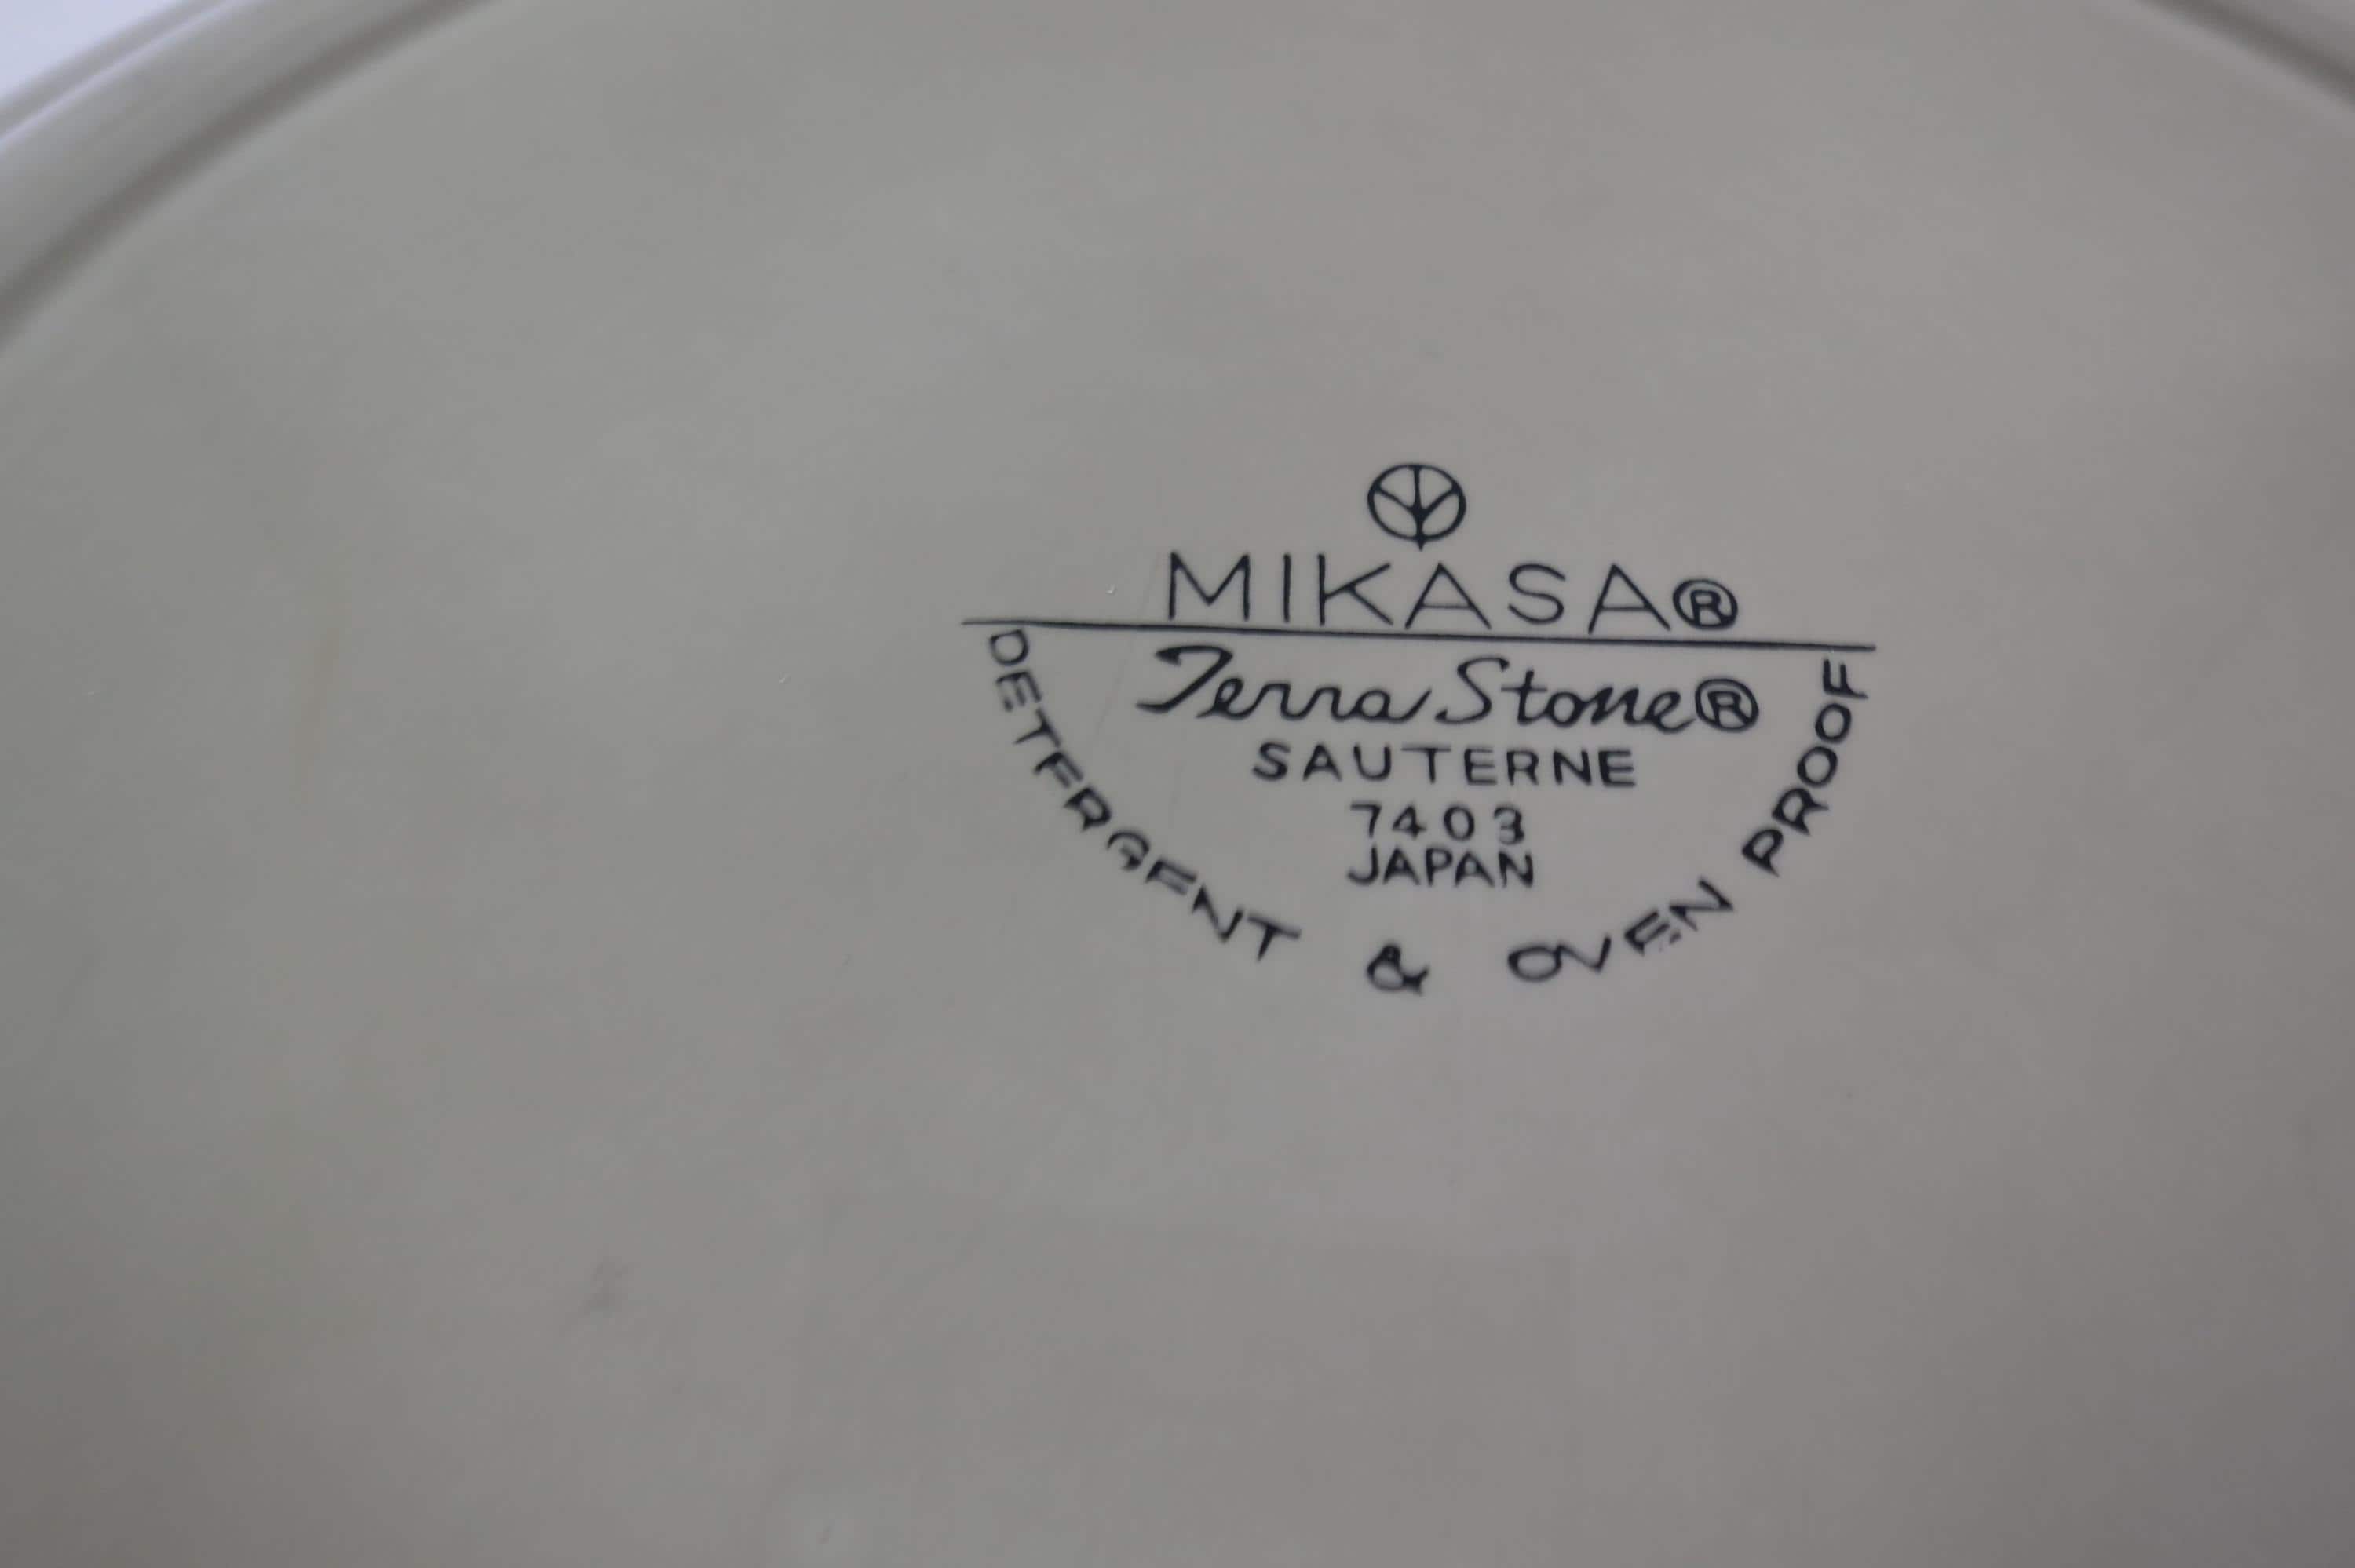 MIKASA®
Terra Stone®
SAUTERNE
7403
JAPAN
DETERGENT & OVEN PROOF